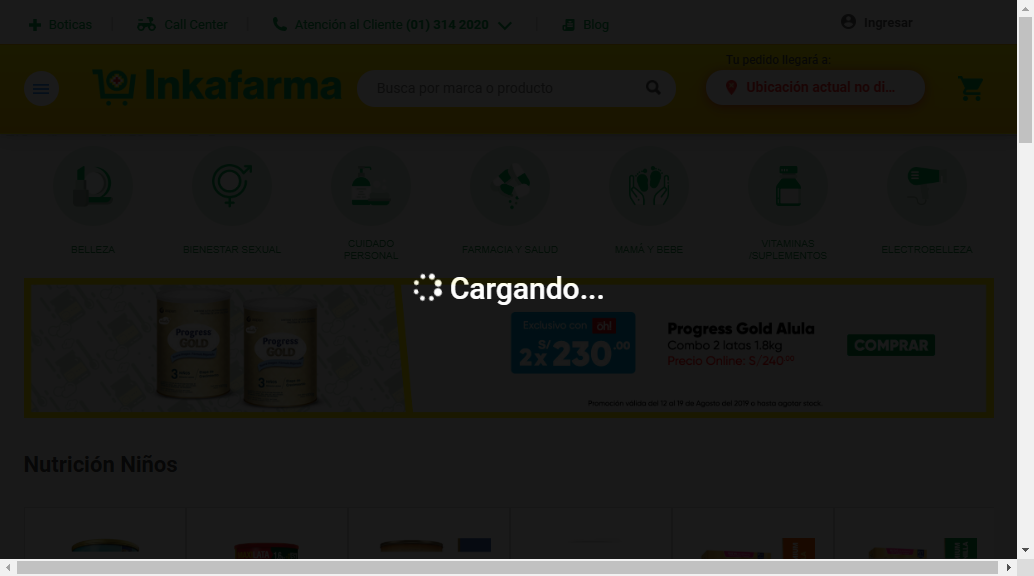 Boticas
Call Center
Atención al Cliente (01) 314 2020
Blog
Ingresar
Inkafarma
Busca por marca o producto
Tu pedido llegará a:
Ubicación actual no di...
BELLEZA
BIENESTAR SEXUAL
CUIDADO
PERSONAL
FARMACIA Y SALUD
MAMÁ Y BEBÉ
VITAMINAS
/SUPLEMENTOS
ELECTROBELLEZA
Cargando...
Progress
GOLD
3
Progress
GOLD
3
Exclusivo con oh!
S/
2 x 230.00
Progress Gold Alula
Combo 2 latas 1.8kg
Precio Online: S/240.00
COMPRAR
Promoción válida del 12 al 14 de Agosto del 2019 o hasta agotar stock
Nutrición Niños